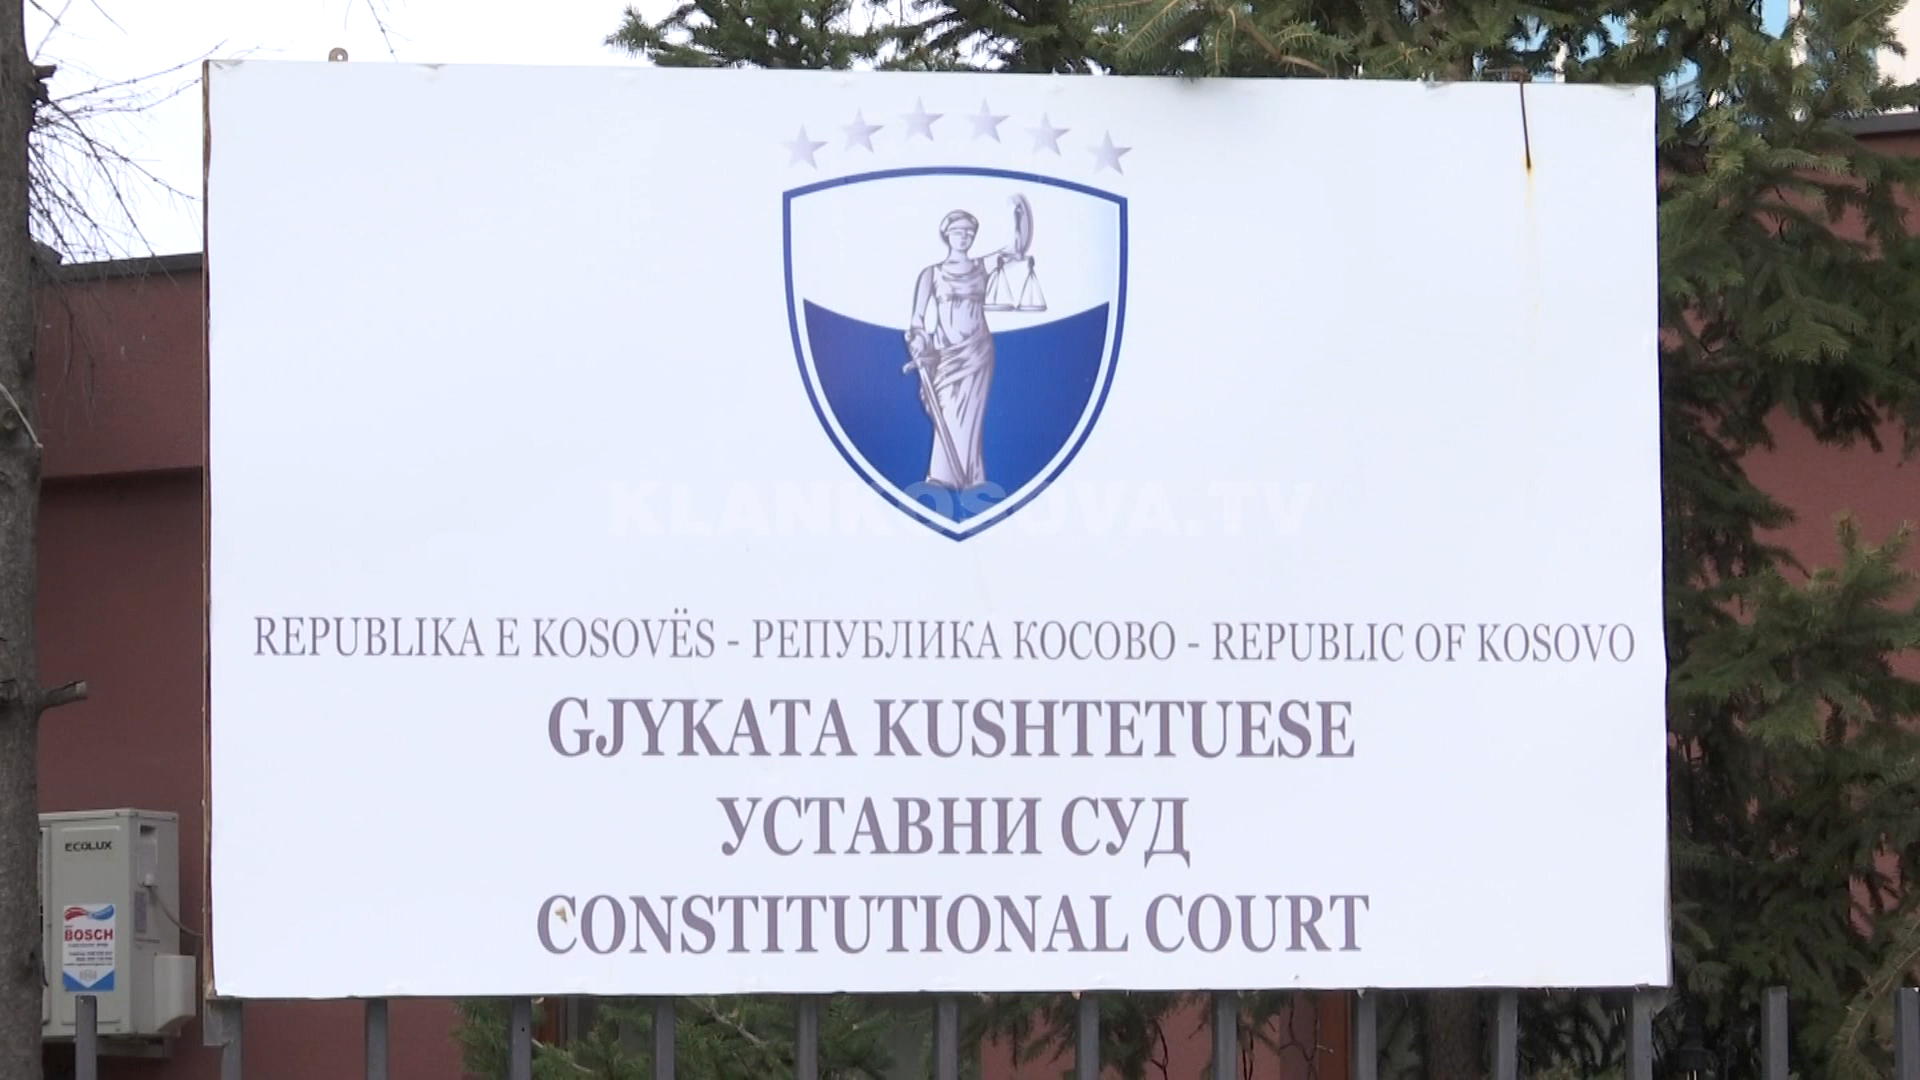 KLANKOSOVA.TV
REPUBLIKA E KOSOVËS - РЕПУБЛИКА КОСОВО - REPUBLIC OF KOSOVO
GJYKATA KUSHTETUESE
УСТАВНИ СУД
CONSTITUTIONAL COURT
ECOLUX
BOSCH